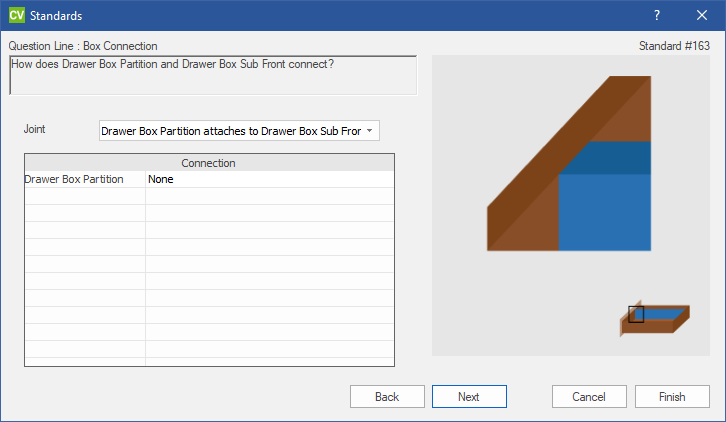 CV Standards
Question Line : Box Connection
Standard #163
How does Drawer Box Partition and Drawer Box Sub Front connect?
Joint
Drawer Box Partition attaches to Drawer Box Sub Fror
Connection
Drawer Box Partition None
Back
Next
Cancel
Finish